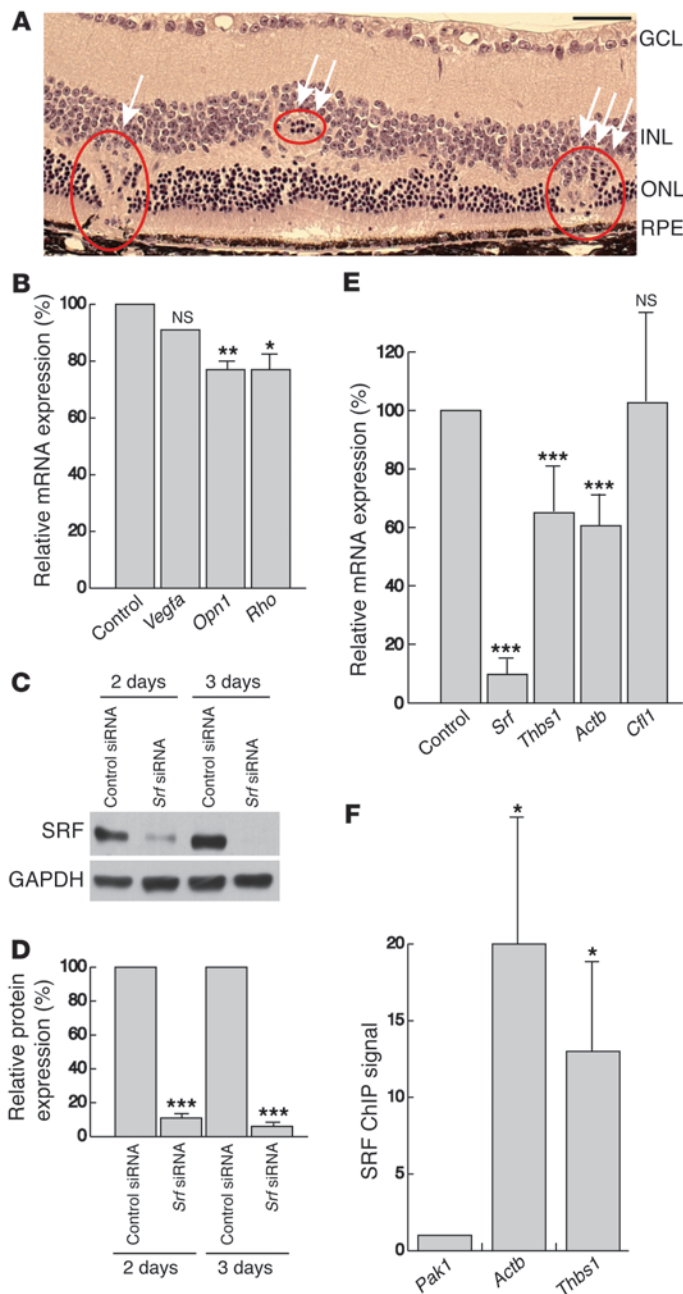 A
GCL
INL
ONL
RPE
B
Relative mRNA expression (%)
100
80
60
40
20
0
NS
**
*
Control
Vegfa
Opn1
Rho
C
2 days
3 days
Control siRNA
Srf siRNA
Control siRNA
Srf siRNA
SRF
GAPDH
D
Relative protein
expression (%)
100
80
60
40
20
0
***
***
Control siRNA
Srf siRNA
Control siRNA
Srf siRNA
2 days
3 days
E
Relative mRNA expression (%)
120
100
80
60
40
20
0
***
***
***
NS
Control
Srf
Thbs1
Actb
Cfl1
F
SRF ChIP signal
20
15
10
5
0
*
*
Pak1
Actb
Thbs1